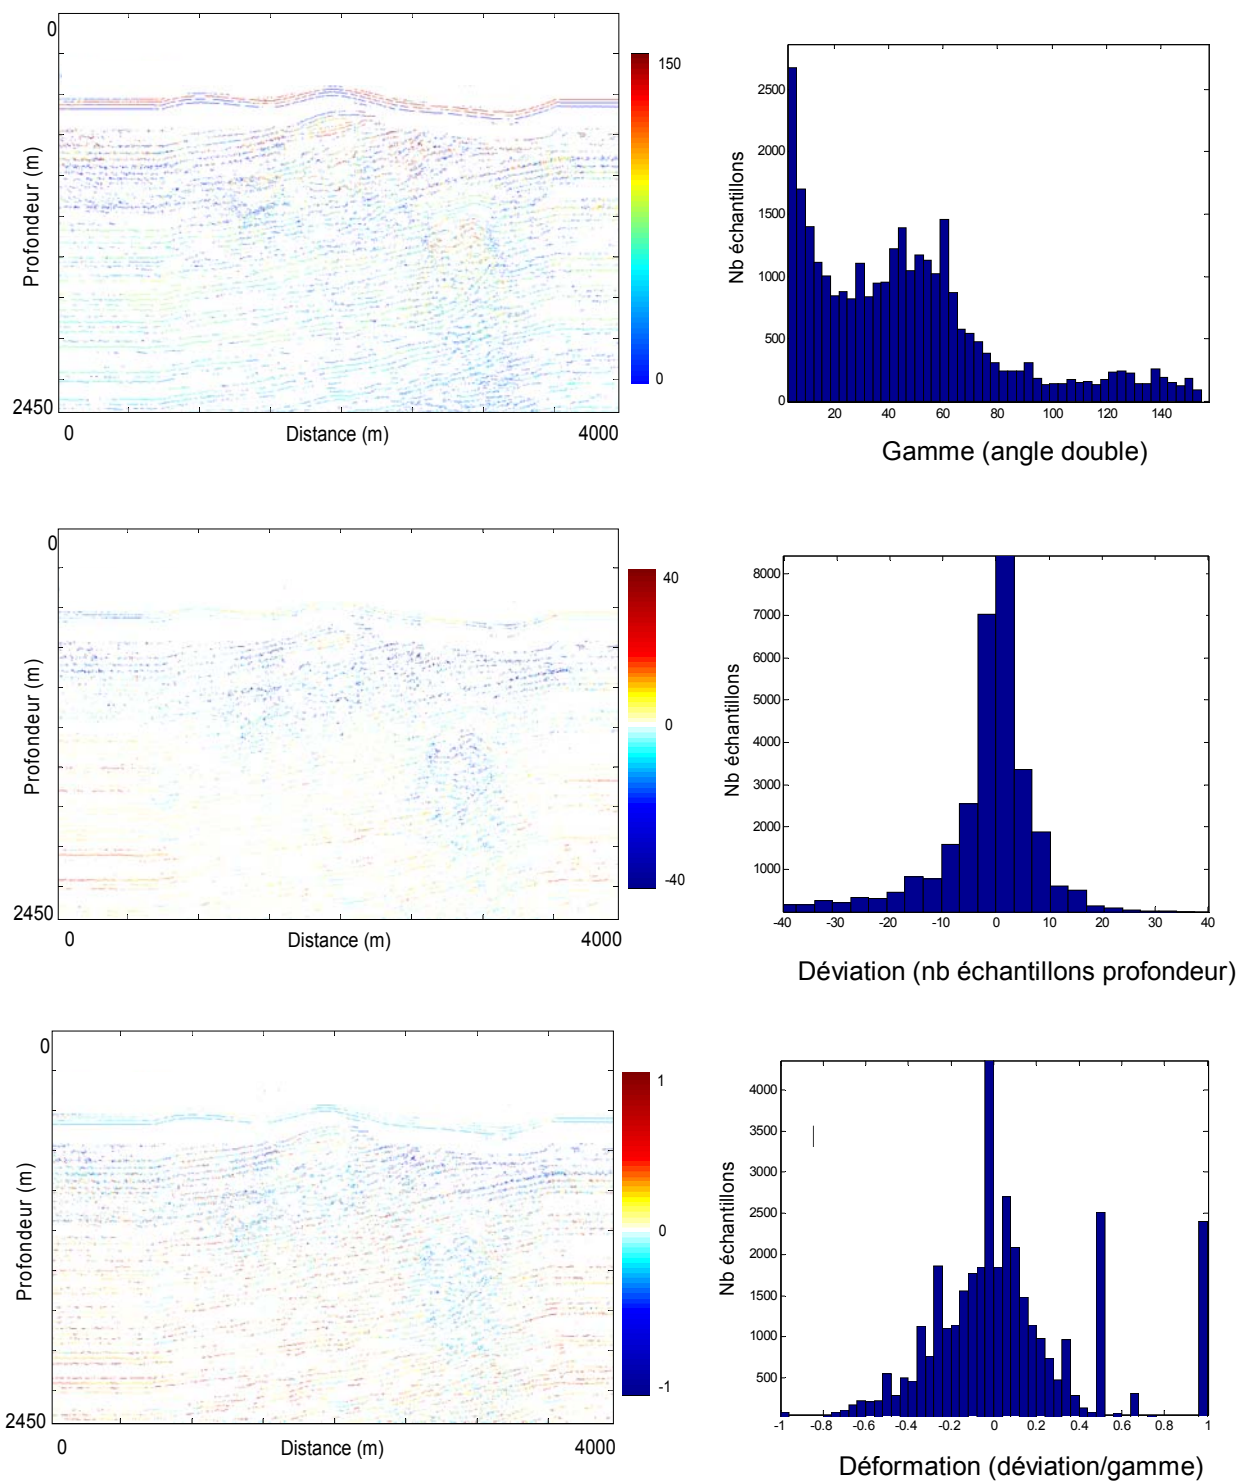 0
Profondeur (m)
2450
0
Distance (m)
4000
150
0
Nb échantillons
2500
2000
1500
1000
500
0
20 40 60 80 100 120 140
Gamme (angle double)
0
Profondeur (m)
2450
0
Distance (m)
4000
40
0
-40
Nb échantillons
8000
7000
6000
5000
4000
3000
2000
1000
-40 -30 -20 -10 0 10 20 30 40
Déviation (nb échantillons profondeur)
0
Profondeur (m)
2450
0
Distance (m)
4000
1
0
-1
Nb échantillons
4000
3500
3000
2500
2000
1500
1000
500
-1 -0.8 -0.6 -0.4 -0.2 0 0.2 0.4 0.6 0.8 1
Déformation (déviation/gamme)